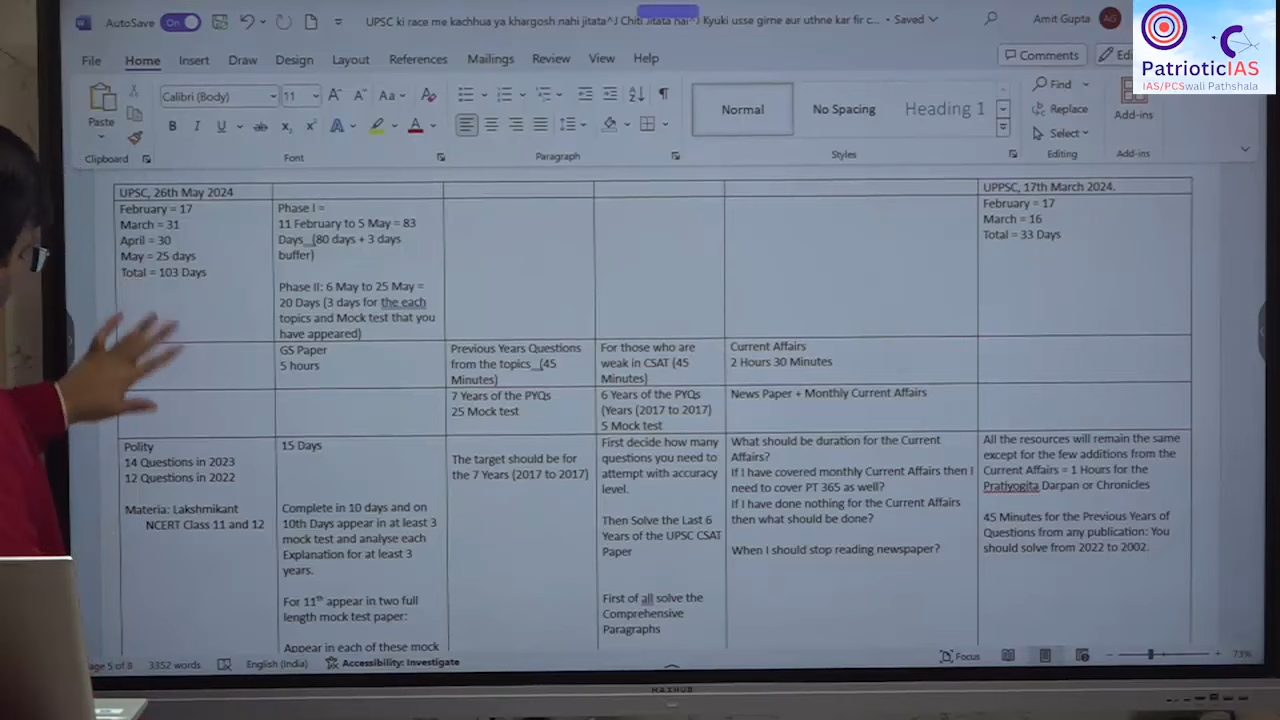 AutoSave On
UPSC ki race me kachhua ya khargosh nahi jitata^J Chiti jitata hai^) Kyuki usse girne aur uthne kar fir c... - Saved
Amit Gupta AG
PatrioticIAS
IAS/PCSwali Pathshala
File Home Insert Draw Design Layout References Mailings Review View Help
Comments
Calibri (Body) 11
Paste
Normal
No Spacing
Heading 1
Find
Replace
Select
Add-ins
Clipboard Font Paragraph Styles Editing Add-ins
UPSC, 26th May 2024
February = 17
March = 31
April = 30
May = 25 days
Total = 103 Days
Phase I =
11 February to 5 May = 83
Days_ (80 days + 3 days
buffer)
Phase II: 6 May to 25 May =
20 Days (3 days for the each
topics and Mock test that you
have appeared)
UPPSC, 17th March 2024.
February = 17
March = 16
Total = 33 Days
GS Paper
5 hours
Previous Years Questions
from the topics_ (45
Minutes)
For those who are
weak in CSAT (45
Minutes)
Current Affairs
2 Hours 30 Minutes
7 Years of the PYQs
25 Mock test
6 Years of the PYQs
(Years (2017 to 2017)
5 Mock test
News Paper + Monthly Current Affairs
Polity
14 Questions in 2023
12 Questions in 2022
Materia: Lakshmikant
NCERT Class 11 and 12
15 Days
Complete in 10 days and on
10th Days appear in at least 3
mock test and analyse each
Explanation for at least 3
years.
For 11th appear in two full
length mock test paper:
Appear in each of these mock
The target should be for
the 7 Years (2017 to 2017)
First decide how many
questions you need to
attempt with accuracy
level.
Then Solve the Last 6
Years of the UPSC CSAT
Paper
First of all solve the
Comprehensive
Paragraphs
What should be duration for the Current
Affairs?
If I have covered monthly Current Affairs then I
need to cover PT 365 as well?
If I have done nothing for the Current Affairs
then what should be done?
When I should stop reading newspaper?
All the resources will remain the same
except for the few additions from the
Current Affairs = 1 Hours for the
Pratiyogita Darpan or Chronicles
45 Minutes for the Previous Years of
Questions from any publication: You
should solve from 2022 to 2002.
age 5 of 8 3352 words English (India) Accessibility: Investigate
Focus 73%
MAXHUB